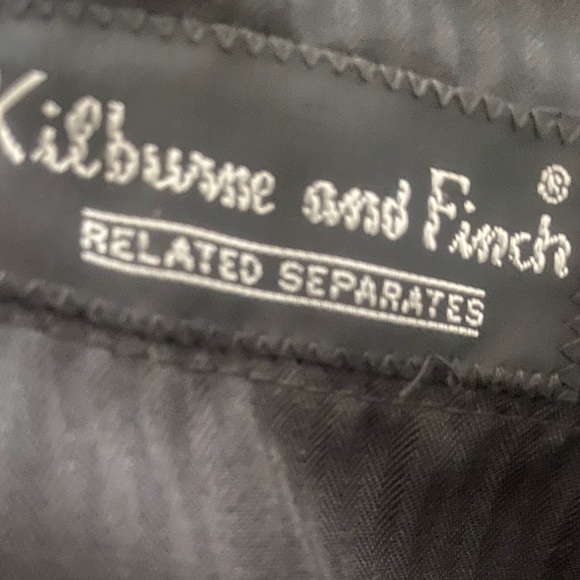 Kilburne and Finch®
RELATED SEPARATES